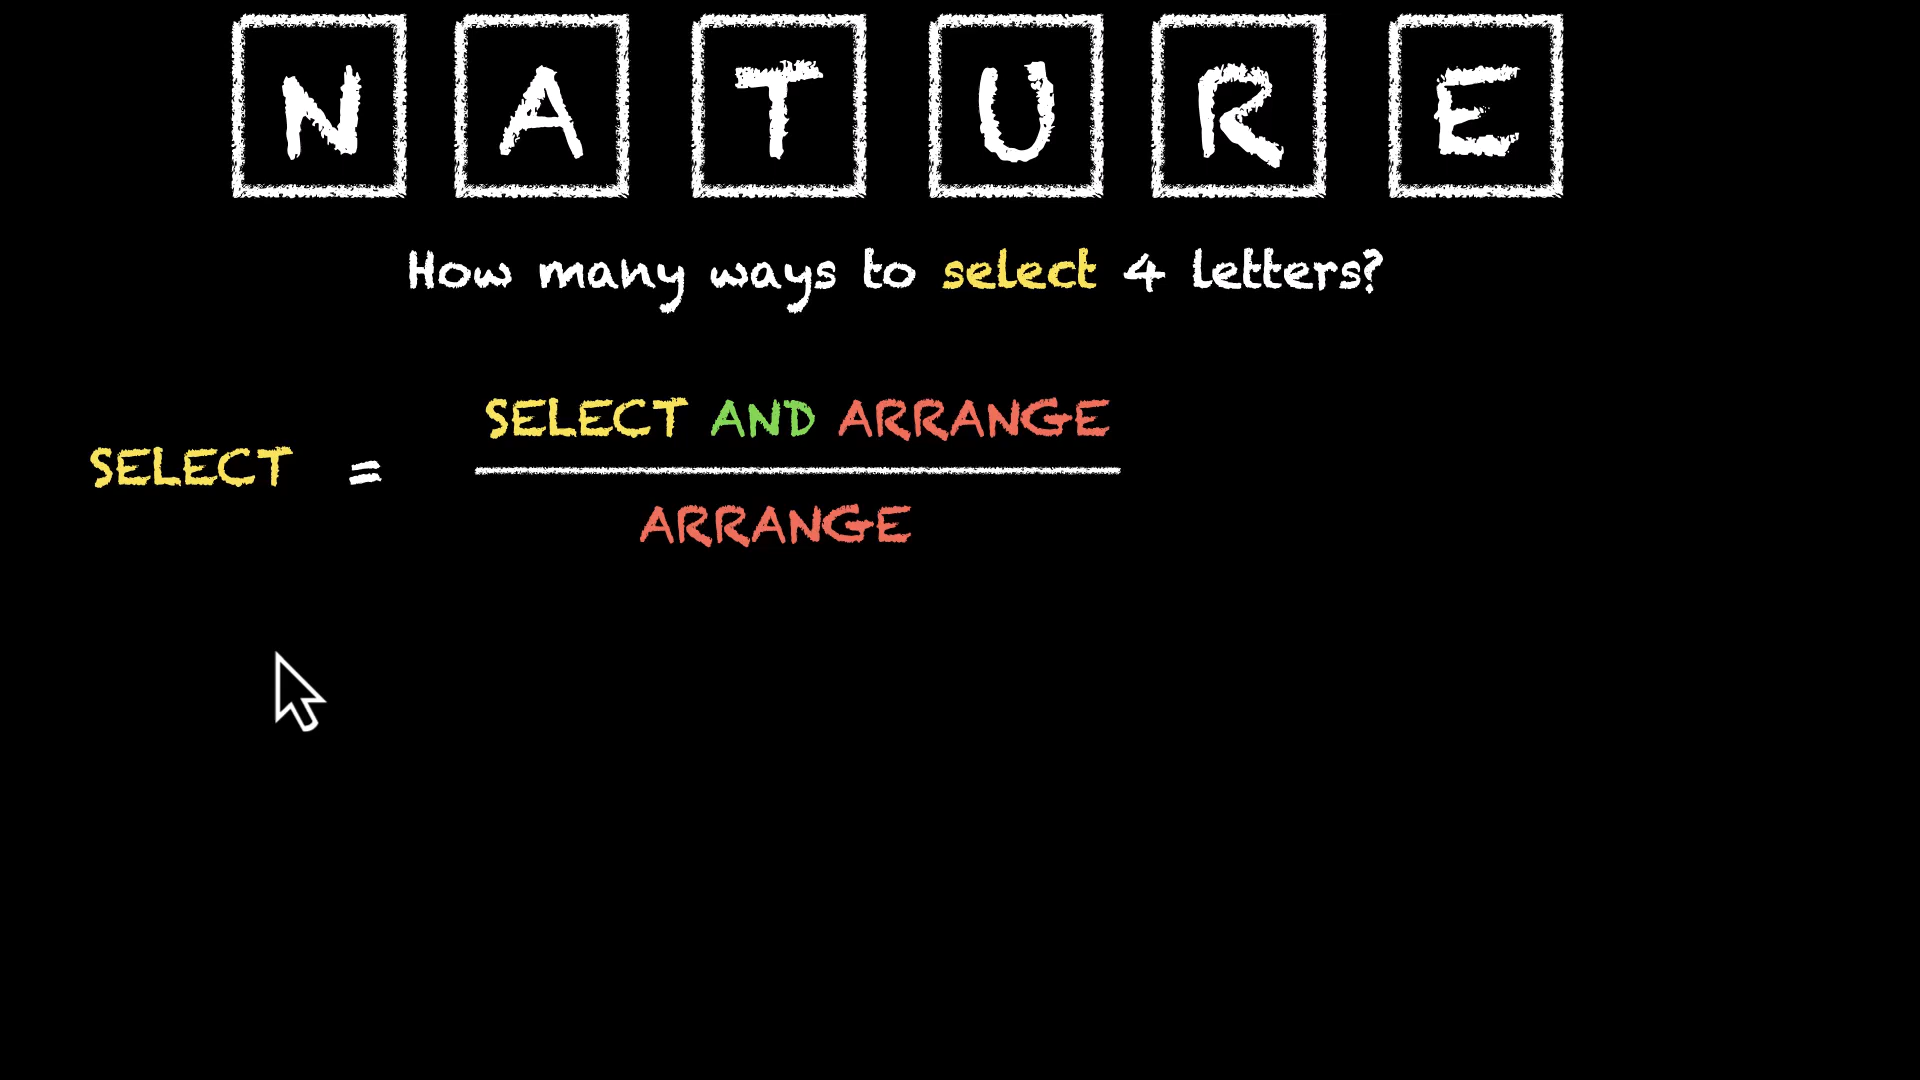 N A T U R E
How many ways to select 4 letters?
SELECT AND ARRANGE
SELECT =
ARRANGE